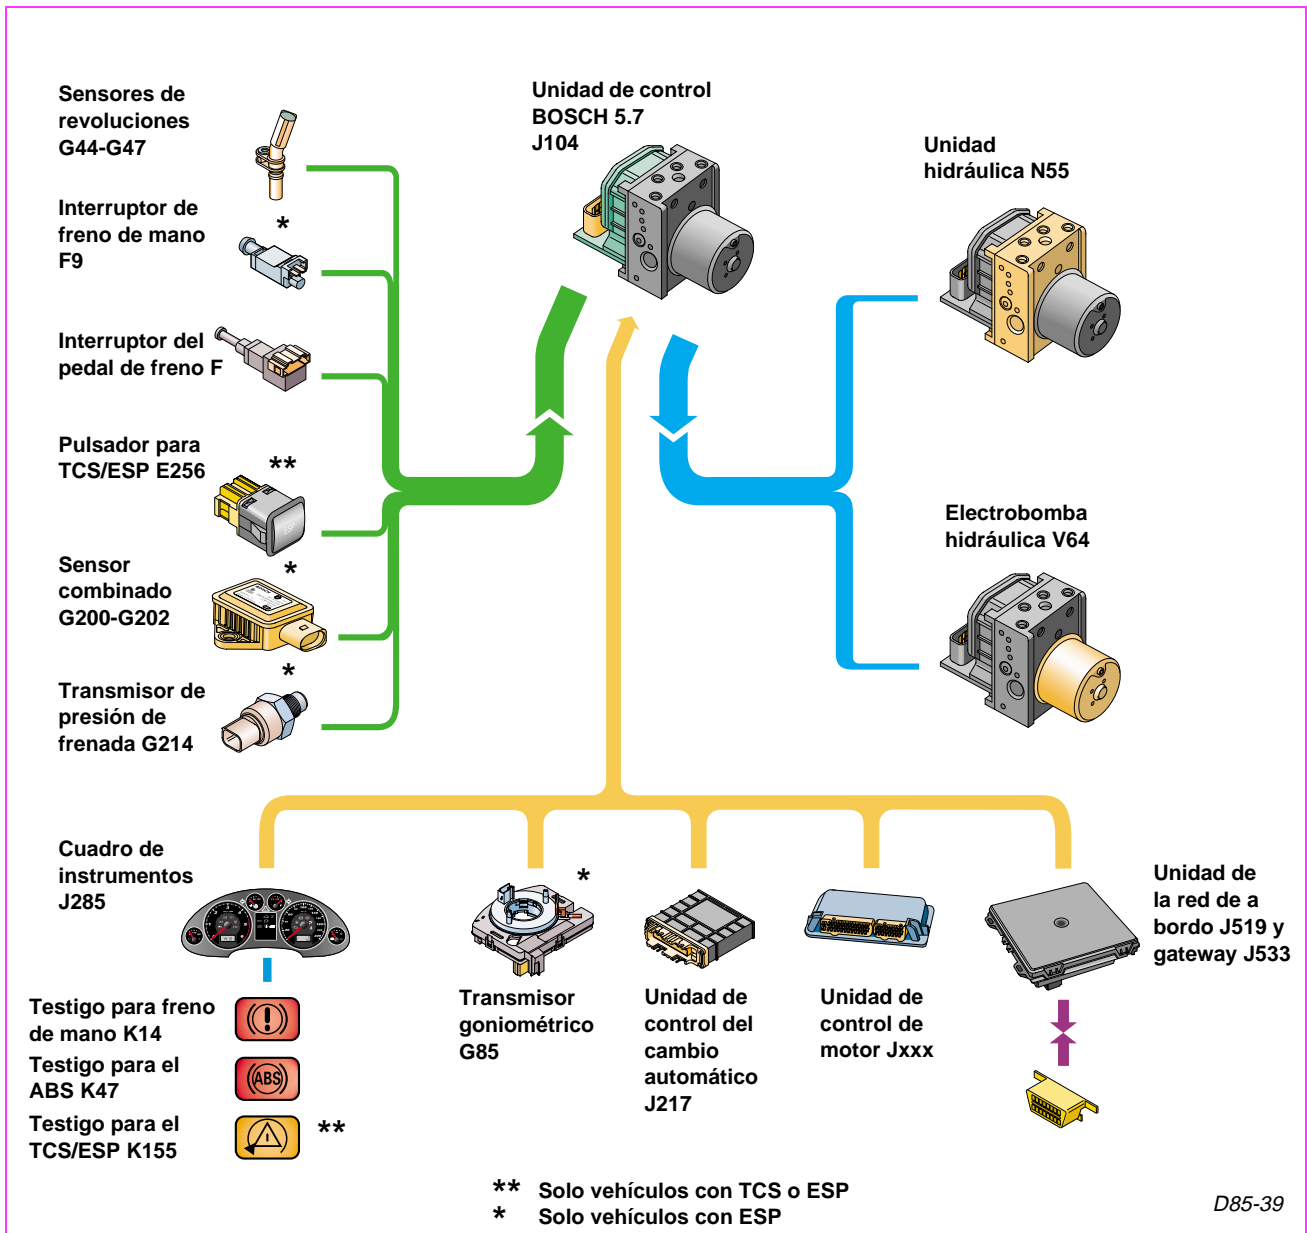 Sensores de
revoluciones
G44-G47
Unidad de control
BOSCH 5.7
J104
Unidad
hidráulica N55
Interruptor de
freno de mano
F9
*
Interruptor del
pedal de freno F
Pulsador para
TCS/ESP E256
**
Electrobomba
hidráulica V64
Sensor
combinado
G200-G202
*
Transmisor de
presión de
frenada G214
*
Cuadro de
instrumentos
J285
*
Unidad de
la red de a
bordo J519 y
gateway J533
Transmisor
goniométrico
G85
Unidad de
control del
cambio
automático
J217
Unidad de
control de
motor Jxxx
Testigo para freno
de mano K14
Testigo para el
ABS K47
ABS
Testigo para el
TCS/ESP K155
**
** Solo vehículos con TCS o ESP
* Solo vehículos con ESP
D85-39